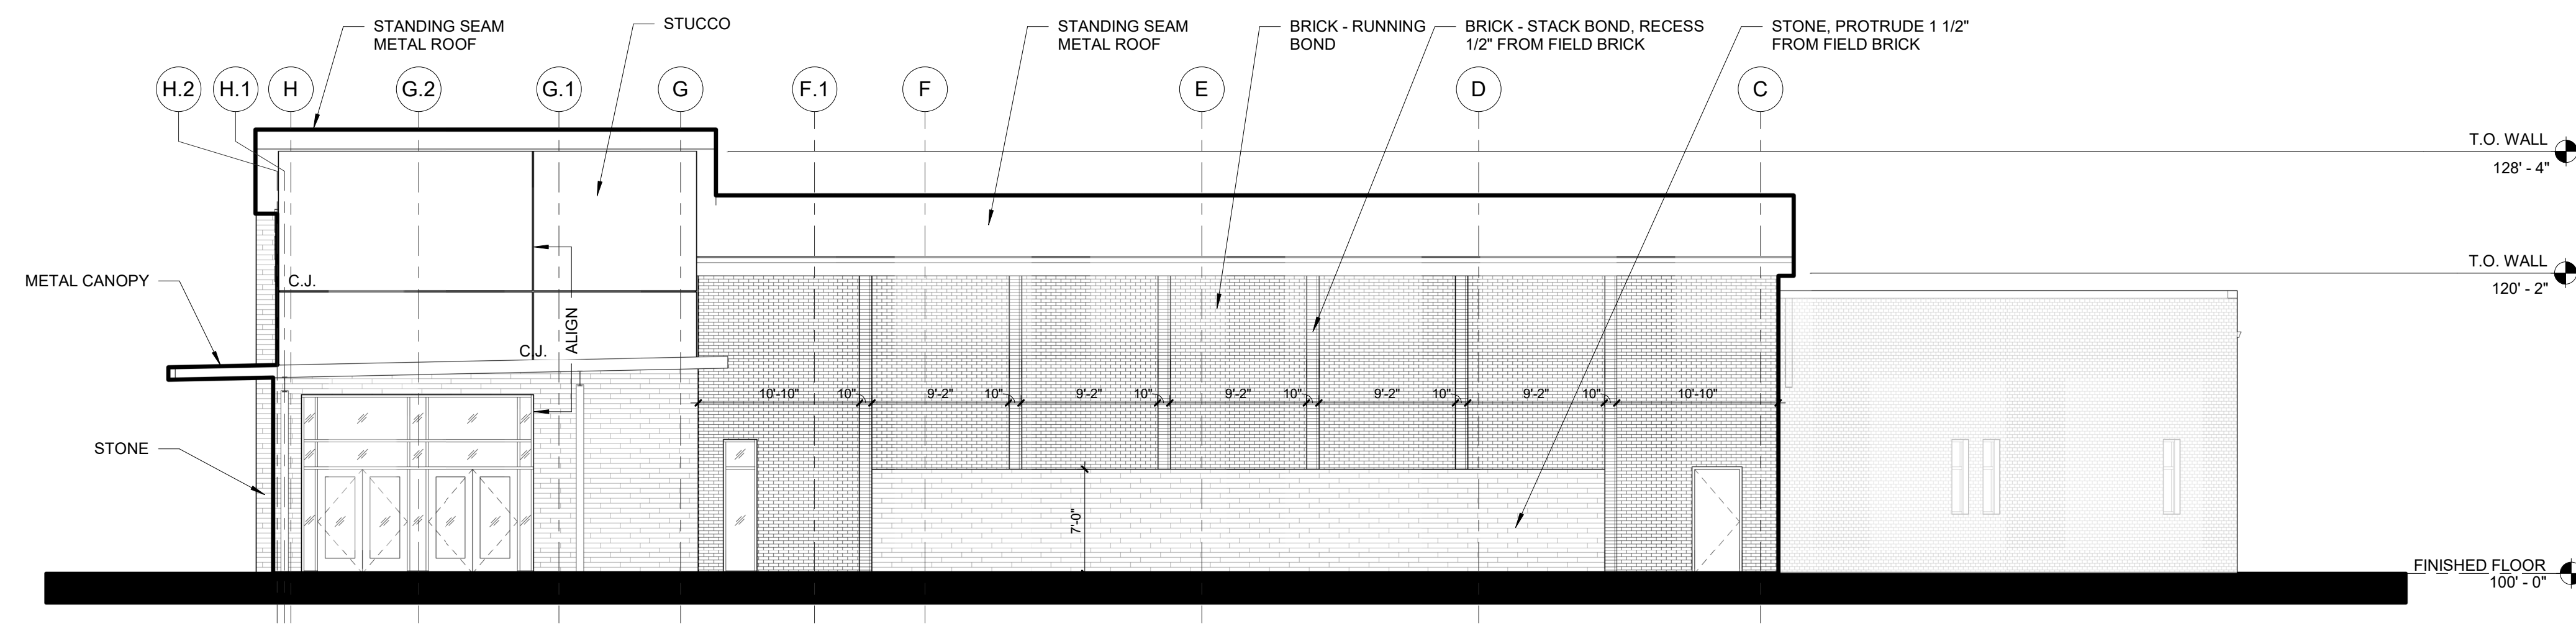 STANDING SEAM
METAL ROOF
STUCCO
STANDING SEAM
METAL ROOF
BRICK - RUNNING
BOND
BRICK - STACK BOND, RECESS
1/2" FROM FIELD BRICK
STONE, PROTRUDE 1 1/2"
FROM FIELD BRICK
H.2 H.1 H G.2 G.1 G F.1 F E D C
T.O. WALL
128' - 4"
T.O. WALL
120' - 2"
METAL CANOPY
C.J.
ALIGN
C.J.
10'-10" 10" 9'-2" 10" 9'-2" 10" 9'-2" 10" 9'-2" 10" 9'-2" 10" 10'-10"
STONE
7'-0"
FINISHED FLOOR
100' - 0"